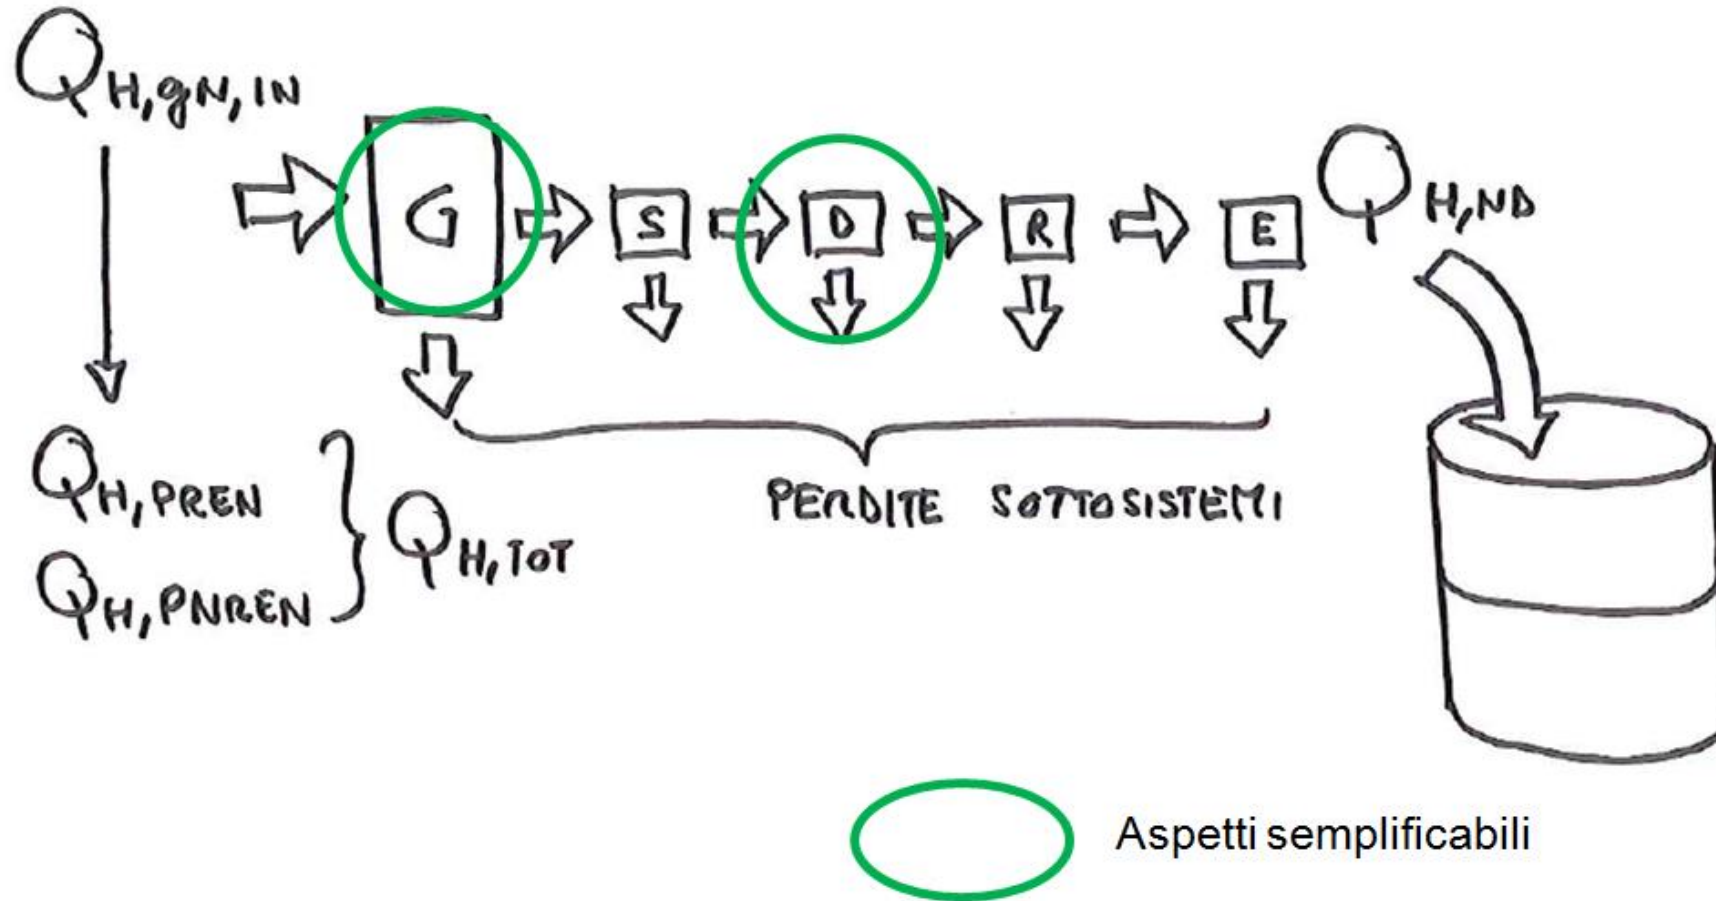 QH,gN,IN
G
S
D
R
E
QH,ND
QH,PREN
QH,PNREN
QH,TOT
PERDITE SOTTOSISTEMI
Aspetti semplificabili